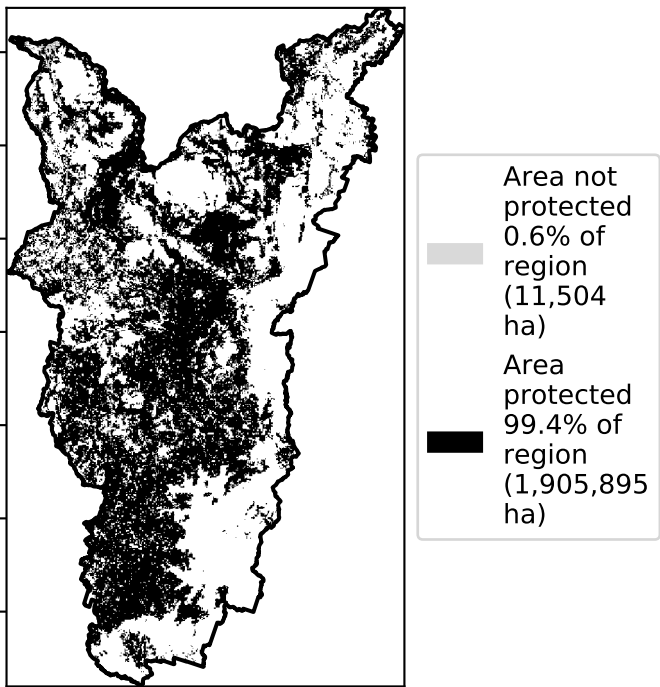 Area not
protected
0.6% of
region
(11,504
ha)
Area
protected
99.4% of
region
(1,905,895
ha)